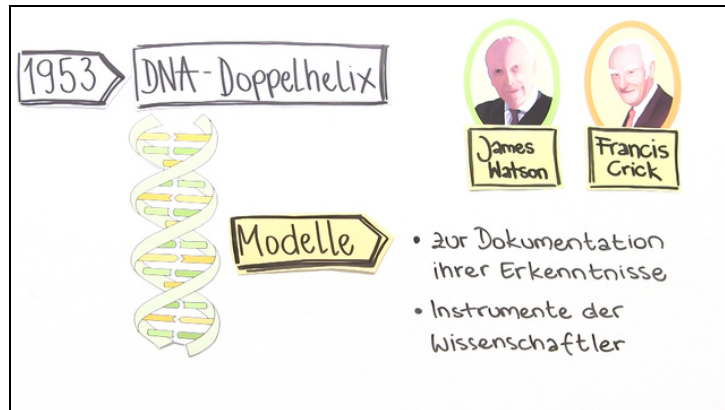 1953
DNA-Doppelhelix
James
Watson
Francis
Crick
Modelle
• zur Dokumentation
ihrer Erkenntnisse
• Instrumente der
Wissenschaftler